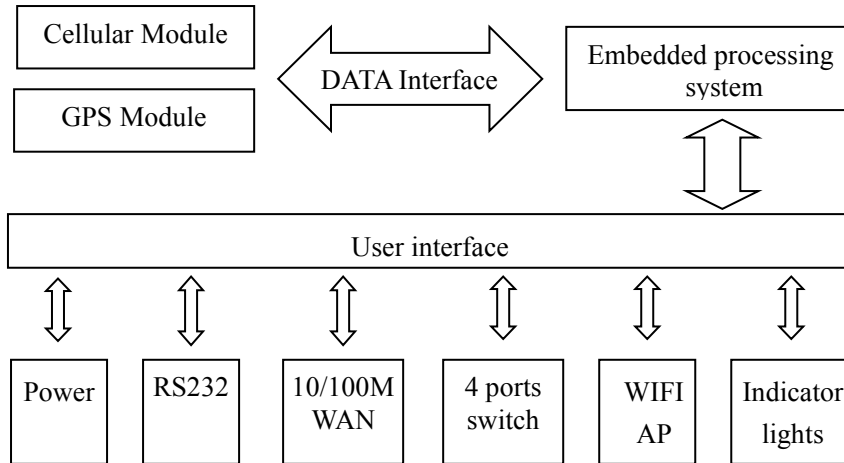 Cellular Module
GPS Module
DATA Interface
Embedded processing
system
User interface
Power
RS232
10/100M
WAN
4 ports
switch
WIFI
AP
Indicator
lights